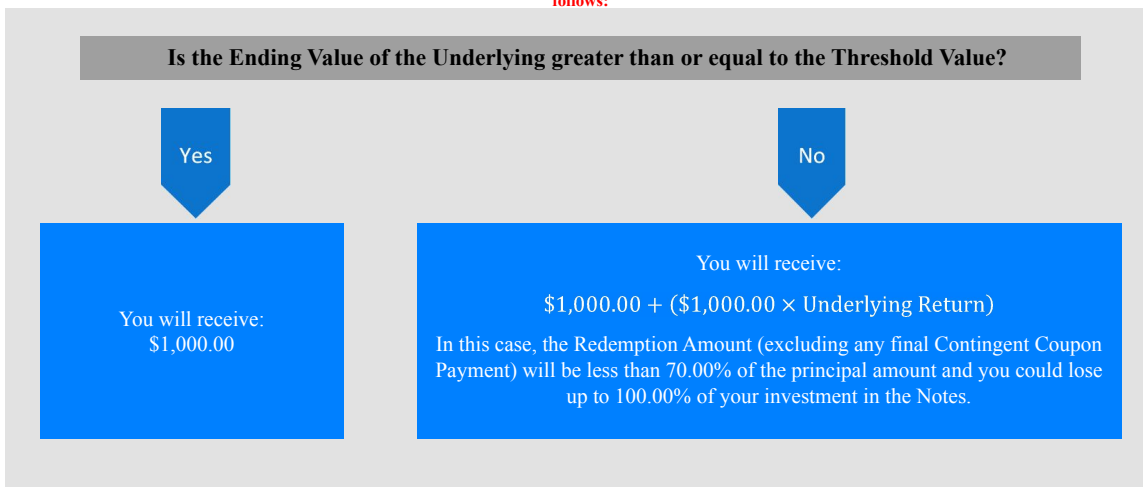 follows:
Is the Ending Value of the Underlying greater than or equal to the Threshold Value?
Yes
No
You will receive:
$1,000.00
You will receive:
$1,000.00 + ($1,000.00 × Underlying Return)
In this case, the Redemption Amount (excluding any final Contingent Coupon
Payment) will be less than 70.00% of the principal amount and you could lose
up to 100.00% of your investment in the Notes.